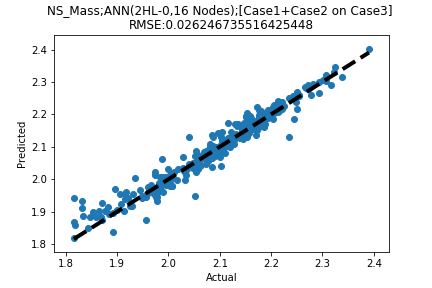 NS_Mass;ANN(2HL-0,16 Nodes);[Case1+Case2 on Case3]
RMSE:0.026246735516425448
2.4
2.3
2.2
2.1
2.0
1.9
1.8
Predicted
1.8 1.9 2.0 2.1 2.2 2.3 2.4
Actual